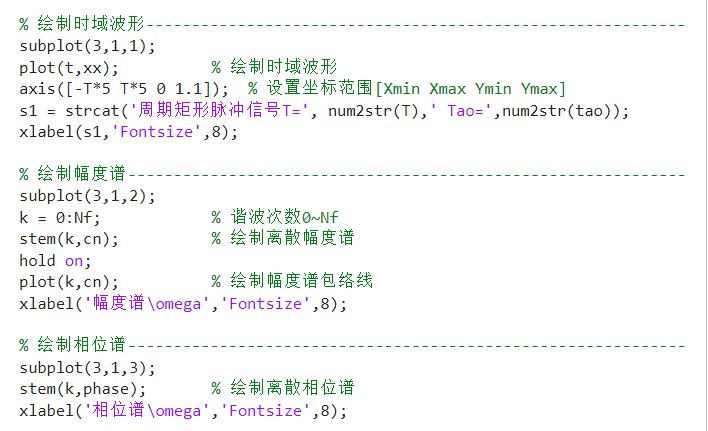 % 绘制时域波形-----------------------------------------------------------
subplot(3,1,1);
plot(t,xx); % 绘制时域波形
axis([-T*5 T*5 0 1.1]); % 设置坐标范围[Xmin Xmax Ymin Ymax]
s1 = strcat('周期矩形脉冲信号T=', num2str(T),' Tao=',num2str(tao));
xlabel(s1,'Fontsize',8);
% 绘制幅度谱-------------------------------------------------------------
subplot(3,1,2);
k = 0:Nf; % 谐波次数0~Nf
stem(k,cn); % 绘制离散幅度谱
hold on;
plot(k,cn); % 绘制幅度谱包络线
xlabel('幅度谱\omega','Fontsize',8);
% 绘制相位谱-------------------------------------------------------------
subplot(3,1,3);
stem(k,phase); % 绘制离散相位谱
xlabel('相位谱\omega','Fontsize',8);